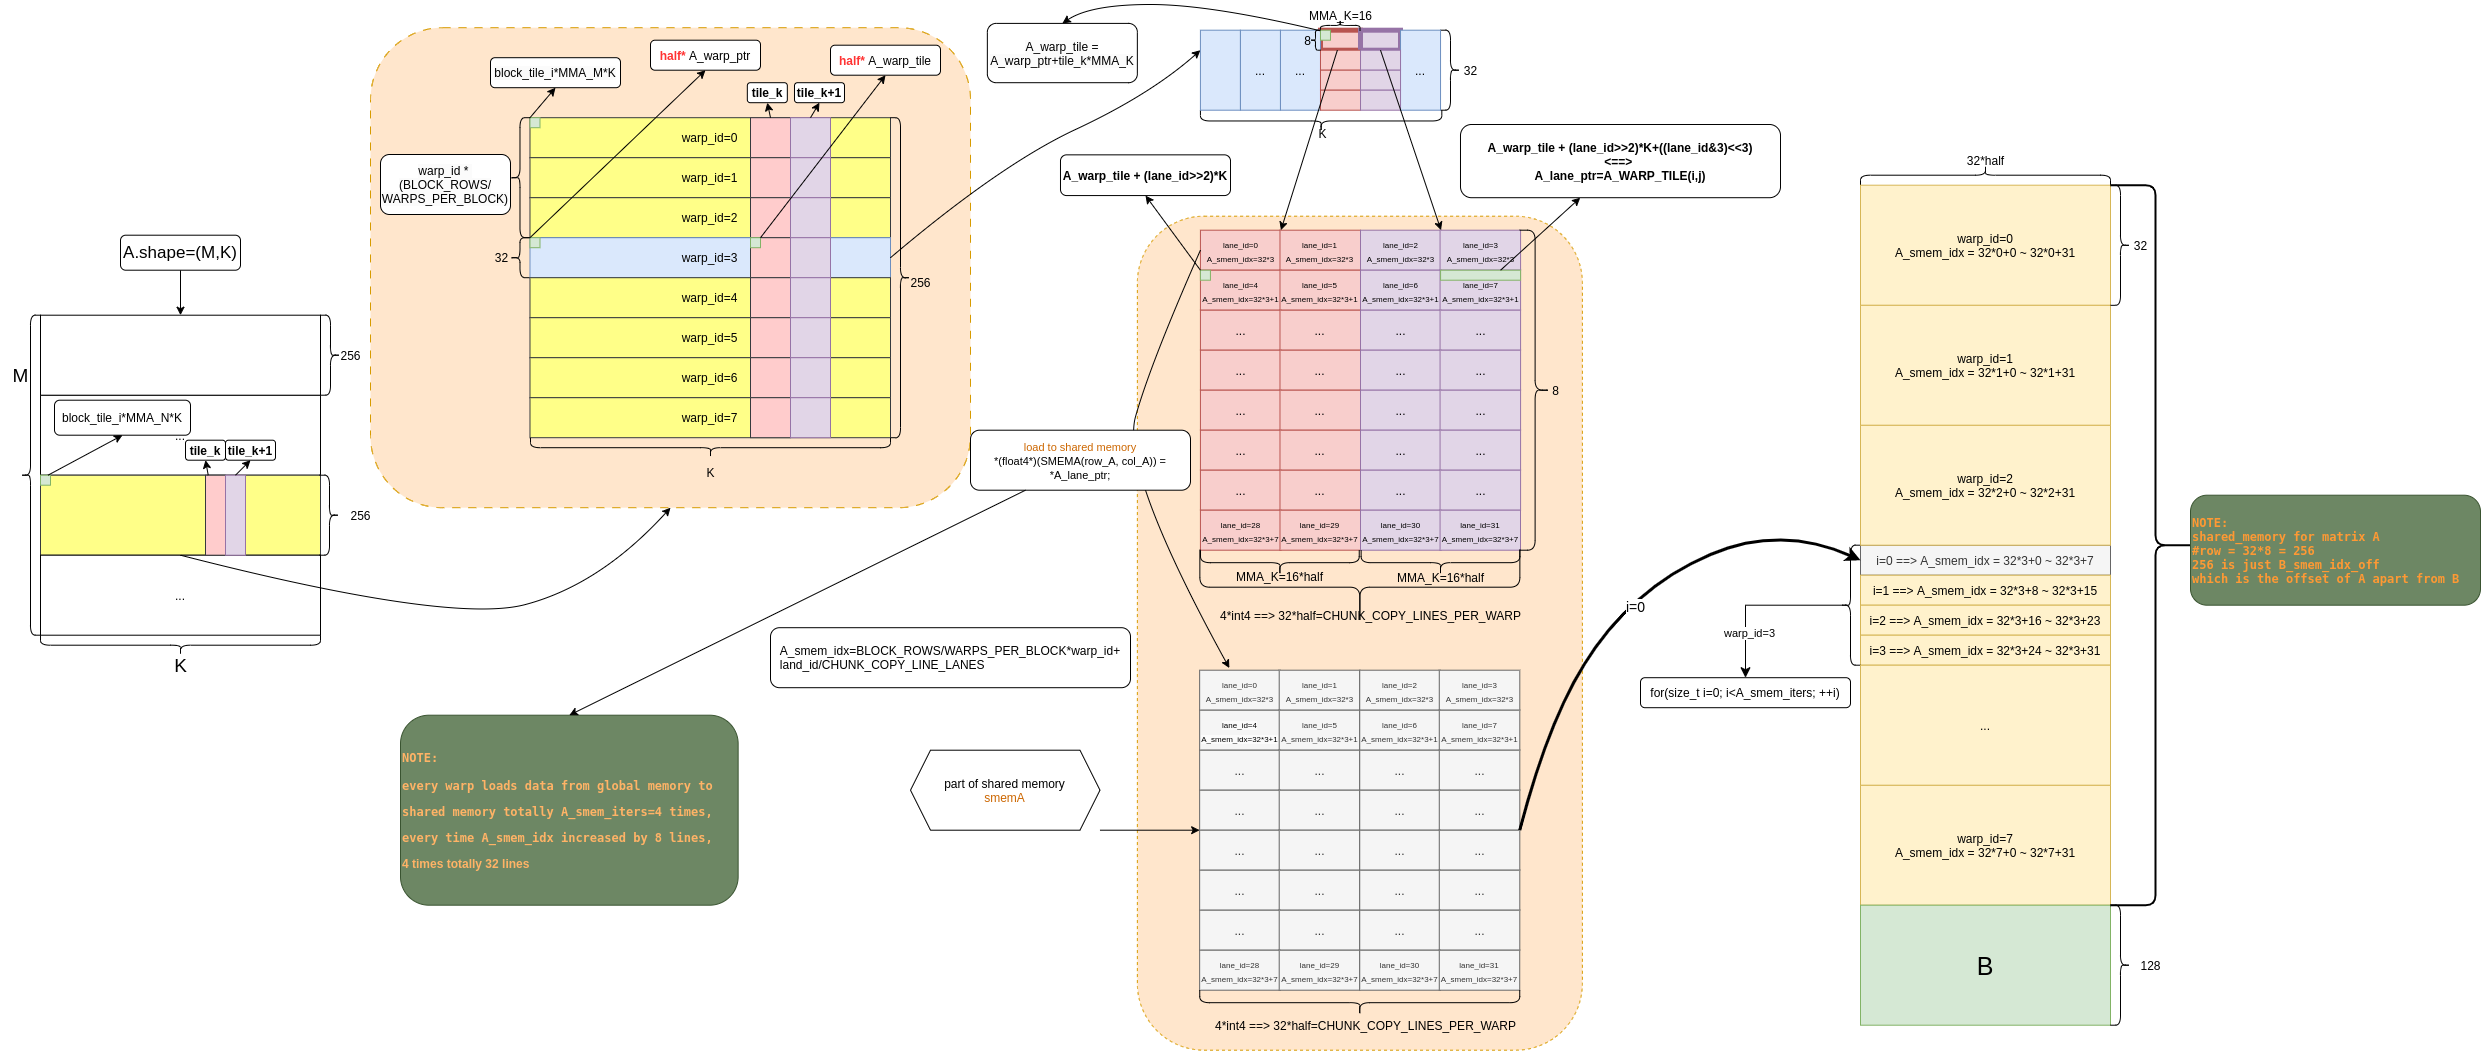 A.shape=(M,K)
M
256
block_tile_i*MMA_N*K
...
tile_k
tile_k+1
256
...
K
block_tile_i*MMA_M*K
half* A_warp_ptr
half* A_warp_tile
tile_k
tile_k+1
warp_id *
(BLOCK_ROWS/
WARPS_PER_BLOCK)
32
warp_id=0
warp_id=1
warp_id=2
warp_id=3
warp_id=4
warp_id=5
warp_id=6
warp_id=7
256
K
A_warp_tile =
A_warp_ptr+tile_k*MMA_K
MMA_K=16
8
...
...
...
32
K
A_warp_tile + (lane_id>>2)*K
A_warp_tile + (lane_id>>2)*K+((lane_id&3)<<3)
<==>
A_lane_ptr=A_WARP_TILE(i,j)
lane_id=0 lane_id=1 lane_id=2 lane_id=3
A_smem_idx=32*3 A_smem_idx=32*3 A_smem_idx=32*3 A_smem_idx=32*3
lane_id=4 lane_id=5 lane_id=6 lane_id=7
A_smem_idx=32*3+1 A_smem_idx=32*3+1 A_smem_idx=32*3+1 A_smem_idx=32*3+1
... ... ... ...
... ... ... ...
... ... ... ...
... ... ... ...
... ... ... ...
lane_id=28 lane_id=29 lane_id=30 lane_id=31
A_smem_idx=32*3+7 A_smem_idx=32*3+7 A_smem_idx=32*3+7 A_smem_idx=32*3+7
8
MMA_K=16*half
MMA_K=16*half
4*int4 ==> 32*half=CHUNK_COPY_LINES_PER_WARP
load to shared memory
*(float4*)(SMEMA(row_A, col_A)) =
*A_lane_ptr;
A_smem_idx=BLOCK_ROWS/WARPS_PER_BLOCK*warp_id+
land_id/CHUNK_COPY_LINE_LANES
NOTE:
every warp loads data from global memory to
shared memory totally A_smem_iters=4 times,
every time A_smem_idx increased by 8 lines,
4 times totally 32 lines
part of shared memory
smemA
lane_id=0 lane_id=1 lane_id=2 lane_id=3
A_smem_idx=32*3 A_smem_idx=32*3 A_smem_idx=32*3 A_smem_idx=32*3
lane_id=4 lane_id=5 lane_id=6 lane_id=7
A_smem_idx=32*3+1 A_smem_idx=32*3+1 A_smem_idx=32*3+1 A_smem_idx=32*3+1
... ... ... ...
... ... ... ...
... ... ... ...
... ... ... ...
... ... ... ...
lane_id=28 lane_id=29 lane_id=30 lane_id=31
A_smem_idx=32*3+7 A_smem_idx=32*3+7 A_smem_idx=32*3+7 A_smem_idx=32*3+7
4*int4 ==> 32*half=CHUNK_COPY_LINES_PER_WARP
i=0
32*half
warp_id=0
A_smem_idx = 32*0+0 ~ 32*0+31
32
warp_id=1
A_smem_idx = 32*1+0 ~ 32*1+31
warp_id=2
A_smem_idx = 32*2+0 ~ 32*2+31
i=0 ==> A_smem_idx = 32*3+0 ~ 32*3+7
i=1 ==> A_smem_idx = 32*3+8 ~ 32*3+15
i=2 ==> A_smem_idx = 32*3+16 ~ 32*3+23
i=3 ==> A_smem_idx = 32*3+24 ~ 32*3+31
warp_id=3
for(size_t i=0; i<A_smem_iters; ++i)
...
warp_id=7
A_smem_idx = 32*7+0 ~ 32*7+31
B
128
NOTE:
shared_memory for matrix A
#row = 32*8 = 256
256 is just B_smem_idx_off
which is the offset of A apart from B